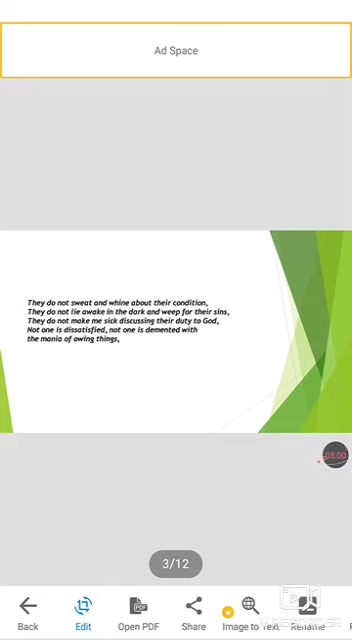 Ad Space
They do not sweat and whine about their condition,
They do not lie awake in the dark and weep for their sins,
They do not make me sick discussing their duty to God,
Not one is dissatisfied, not one is demented with
the mania of owing things,
05:00
3/12
Back
Edit
PDF
Open PDF
Share
Image to Text
Rename